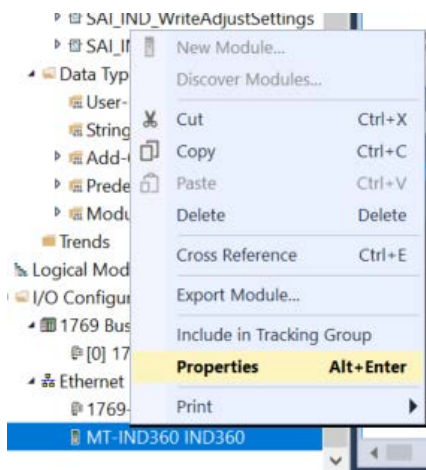 SAI_IND_WriteAdjustSettings
SAI_I
New Module...
Discover Modules...
Data Typ
User-
Cut Ctrl+X
String
Copy Ctrl+C
Add-
Paste Ctrl+V
Prede
Modu
Delete Delete
Trends
Cross Reference Ctrl+E
Logical Mod
Export Module...
I/O Configu
Include in Tracking Group
1769 Bus
[0] 17
Properties Alt+Enter
Ethernet
1769-
Print
MT-IND360 IND360